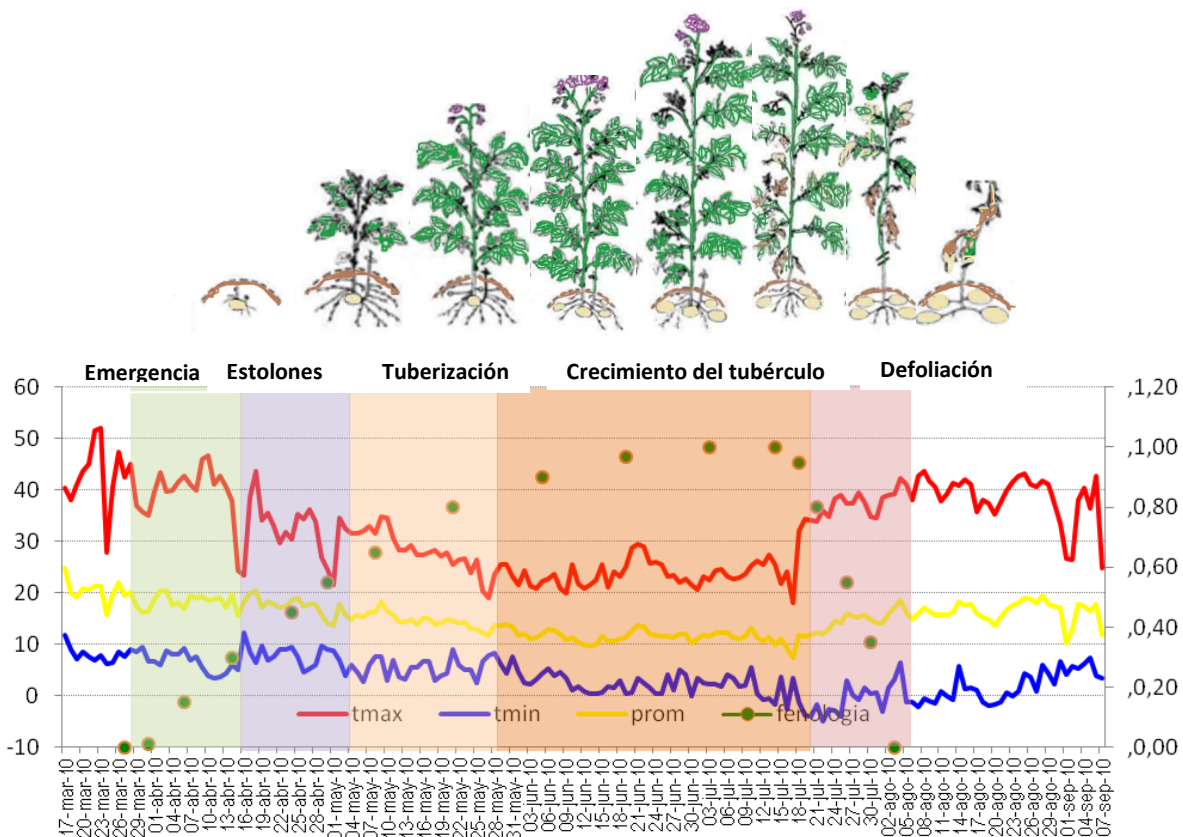 Emergencia Estolones Tuberización Crecimiento del tubérculo Defoliación
60
50
40
30
20
10
0
-10
1,20
1,00
0,80
0,60
0,40
0,20
0,00
tmax tmin prom fenologia
17-mar-10
20-mar-10
23-mar-10
26-mar-10
29-mar-10
01-abr-10
04-abr-10
07-abr-10
10-abr-10
13-abr-10
16-abr-10
19-abr-10
22-abr-10
25-abr-10
28-abr-10
01-may-10
04-may-10
07-may-10
10-may-10
13-may-10
16-may-10
19-may-10
22-may-10
25-may-10
28-may-10
31-may-10
03-jun-10
06-jun-10
09-jun-10
12-jun-10
15-jun-10
18-jun-10
21-jun-10
24-jun-10
27-jun-10
30-jun-10
03-jul-10
06-jul-10
09-jul-10
12-jul-10
15-jul-10
18-jul-10
21-jul-10
24-jul-10
27-jul-10
30-jul-10
02-ago-10
05-ago-10
08-ago-10
11-ago-10
14-ago-10
17-ago-10
20-ago-10
23-ago-10
26-ago-10
29-ago-10
01-sep-10
04-sep-10
07-sep-10